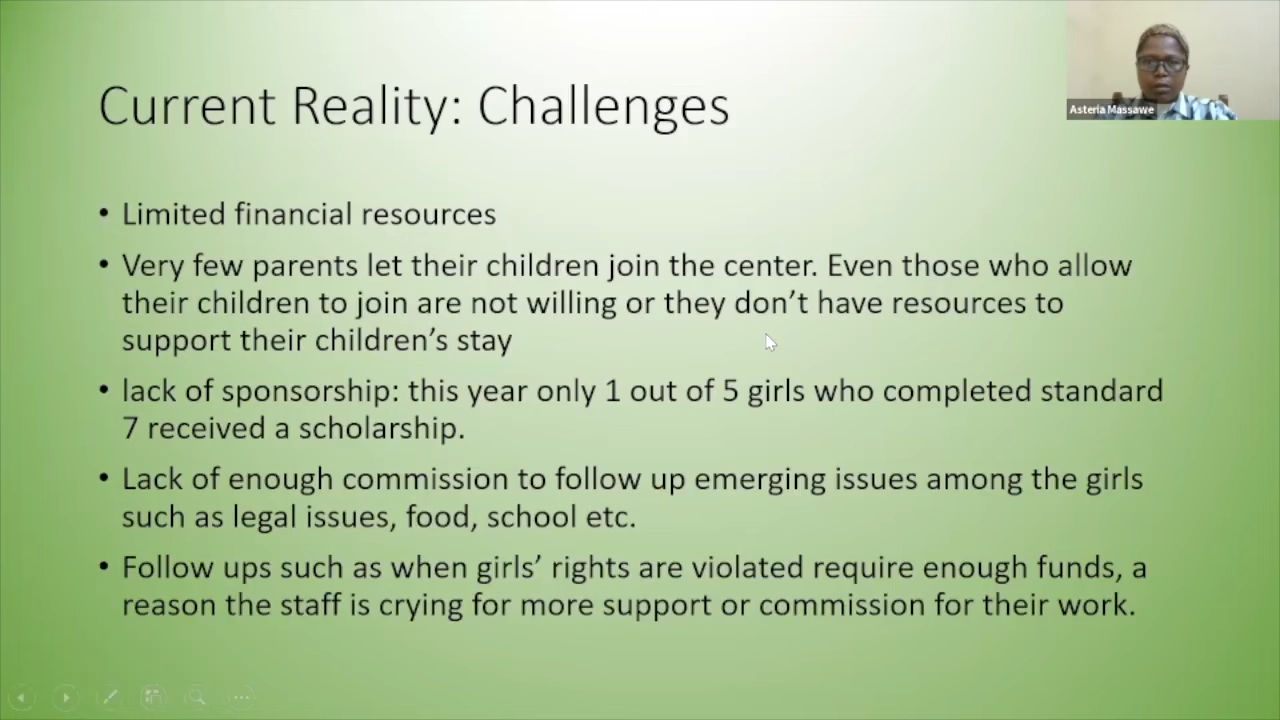 Current Reality: Challenges
Asteria Massawe
• Limited financial resources
• Very few parents let their children join the center. Even those who allow
their children to join are not willing or they don’t have resources to
support their children’s stay
• lack of sponsorship: this year only 1 out of 5 girls who completed standard
7 received a scholarship.
• Lack of enough commission to follow up emerging issues among the girls
such as legal issues, food, school etc.
• Follow ups such as when girls’ rights are violated require enough funds, a
reason the staff is crying for more support or commission for their work.